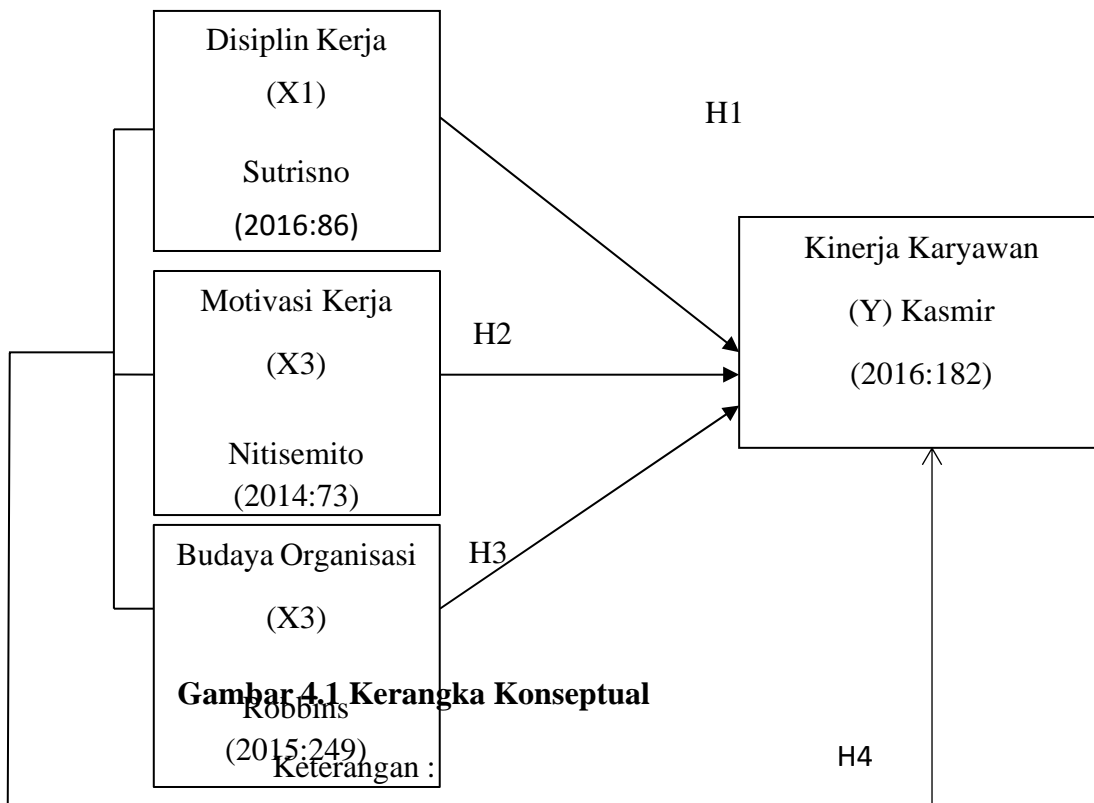 Disiplin Kerja
(X1)
Sutrisno
(2016:86)
H1
Kinerja Karyawan
(Y) Kasmir
(2016:182)
Motivasi Kerja
(X3)
Nitisemito
(2014:73)
H2
Budaya Organisasi
(X3)
Robbins
(2015:249)
H3
Gambar 4.1 Kerangka Konseptual
Keterangan :
H4